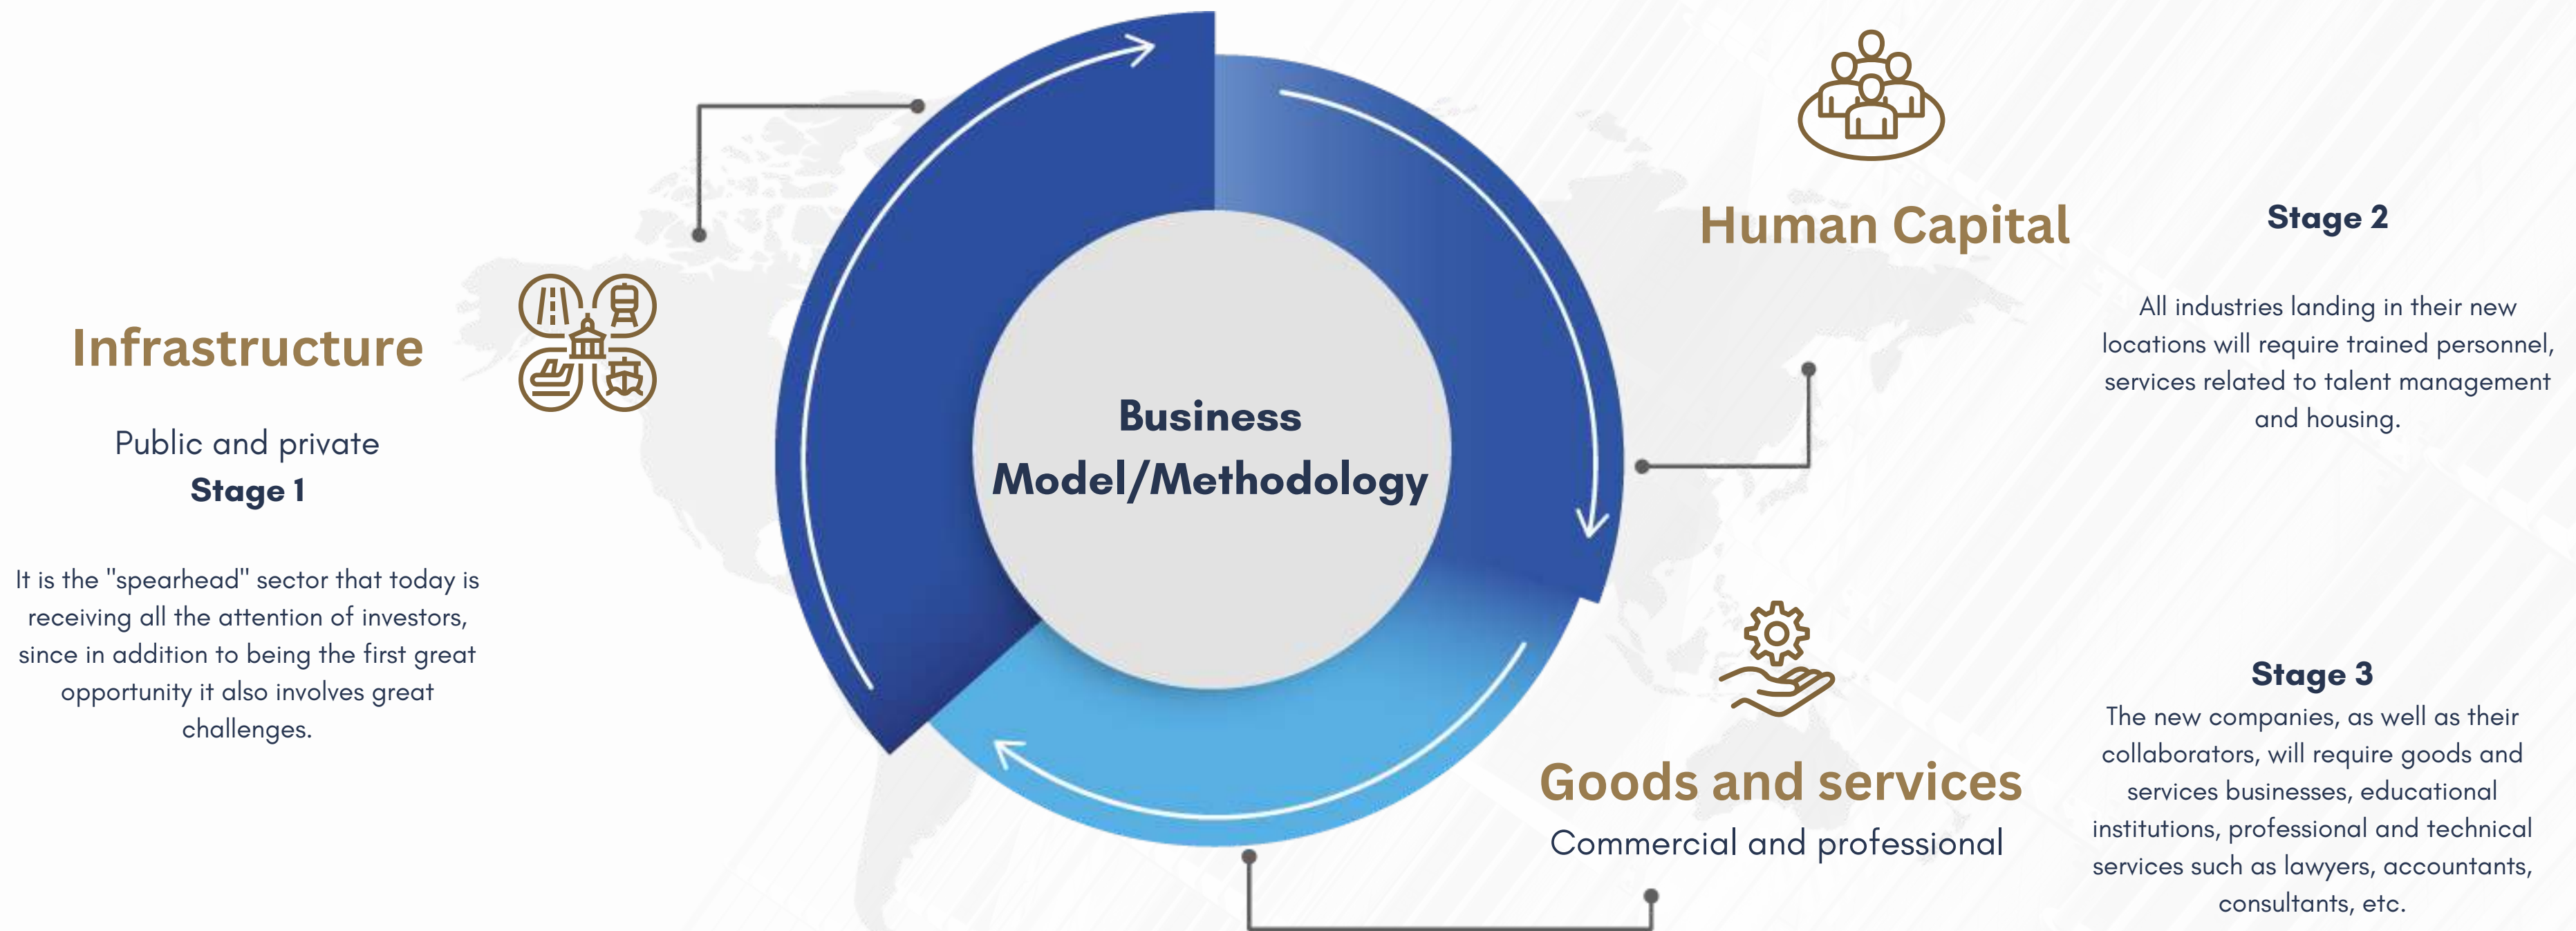 Infrastructure
Public and private
Stage 1
It is the "spearhead" sector that today is
receiving all the attention of investors,
since in addition to being the first great
opportunity it also involves great
challenges.
Business
Model/Methodology
Human Capital
Stage 2
All industries landing in their new
locations will require trained personnel,
services related to talent management
and housing.
Goods and services
Commercial and professional
Stage 3
The new companies, as well as their
collaborators, will require goods and
services businesses, educational
institutions, professional and technical
services such as lawyers, accountants,
consultants, etc.